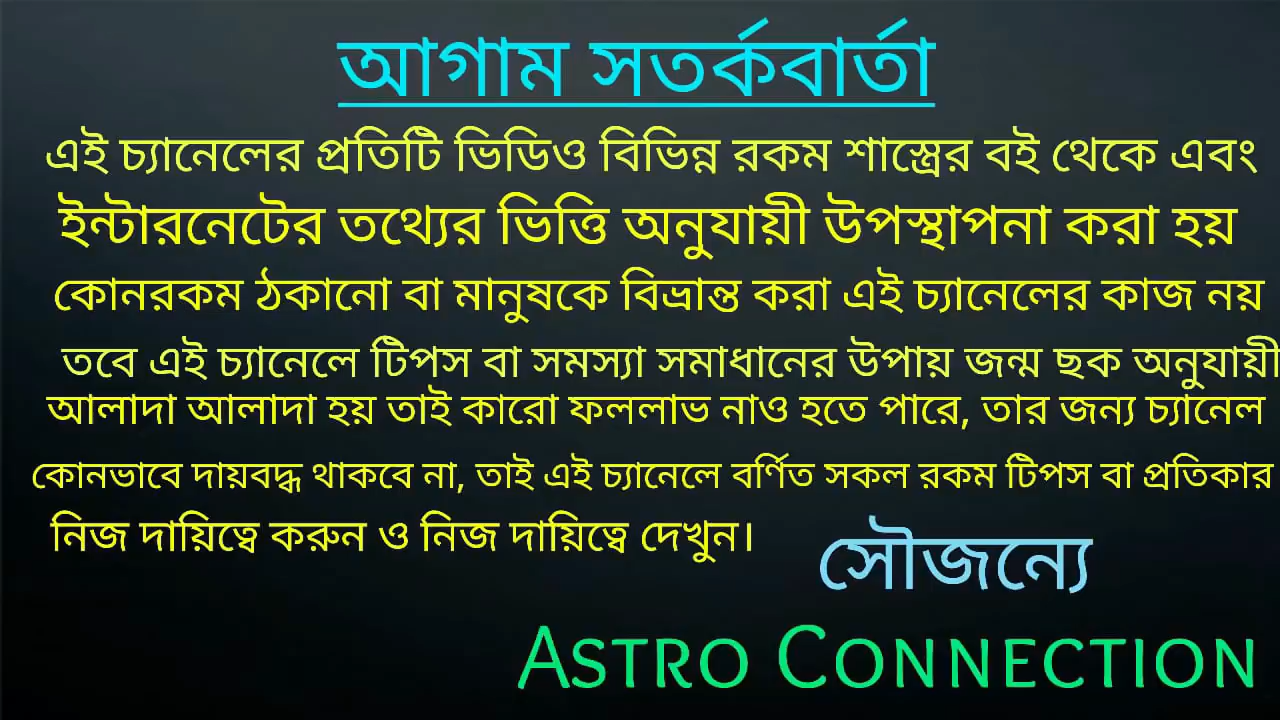 আগাম সতর্কবার্তা
এই চ্যানেলের প্রতিটি ভিডিও বিভিন্ন রকম শাস্ত্রের বই থেকে এবং
ইন্টারনেটের তথ্যের ভিত্তি অনুযায়ী উপস্থাপনা করা হয়
কোনরকম ঠকানো বা মানুষকে বিভ্রান্ত করা এই চ্যানেলের কাজ নয়
তবে এই চ্যানেলে টিপস বা সমস্যা সমাধানের উপায় জন্ম ছক অনুযায়ী
আলাদা আলাদা হয় তাই কারো ফললাভ নাও হতে পারে, তার জন্য চ্যানেল
কোনভাবে দায়বদ্ধ থাকবে না, তাই এই চ্যানেলে বর্ণিত সকল রকম টিপস বা প্রতিকার
নিজ দায়িত্বে করুন ও নিজ দায়িত্বে দেখুন।
সৌজন্যে
ASTRO CONNECTION